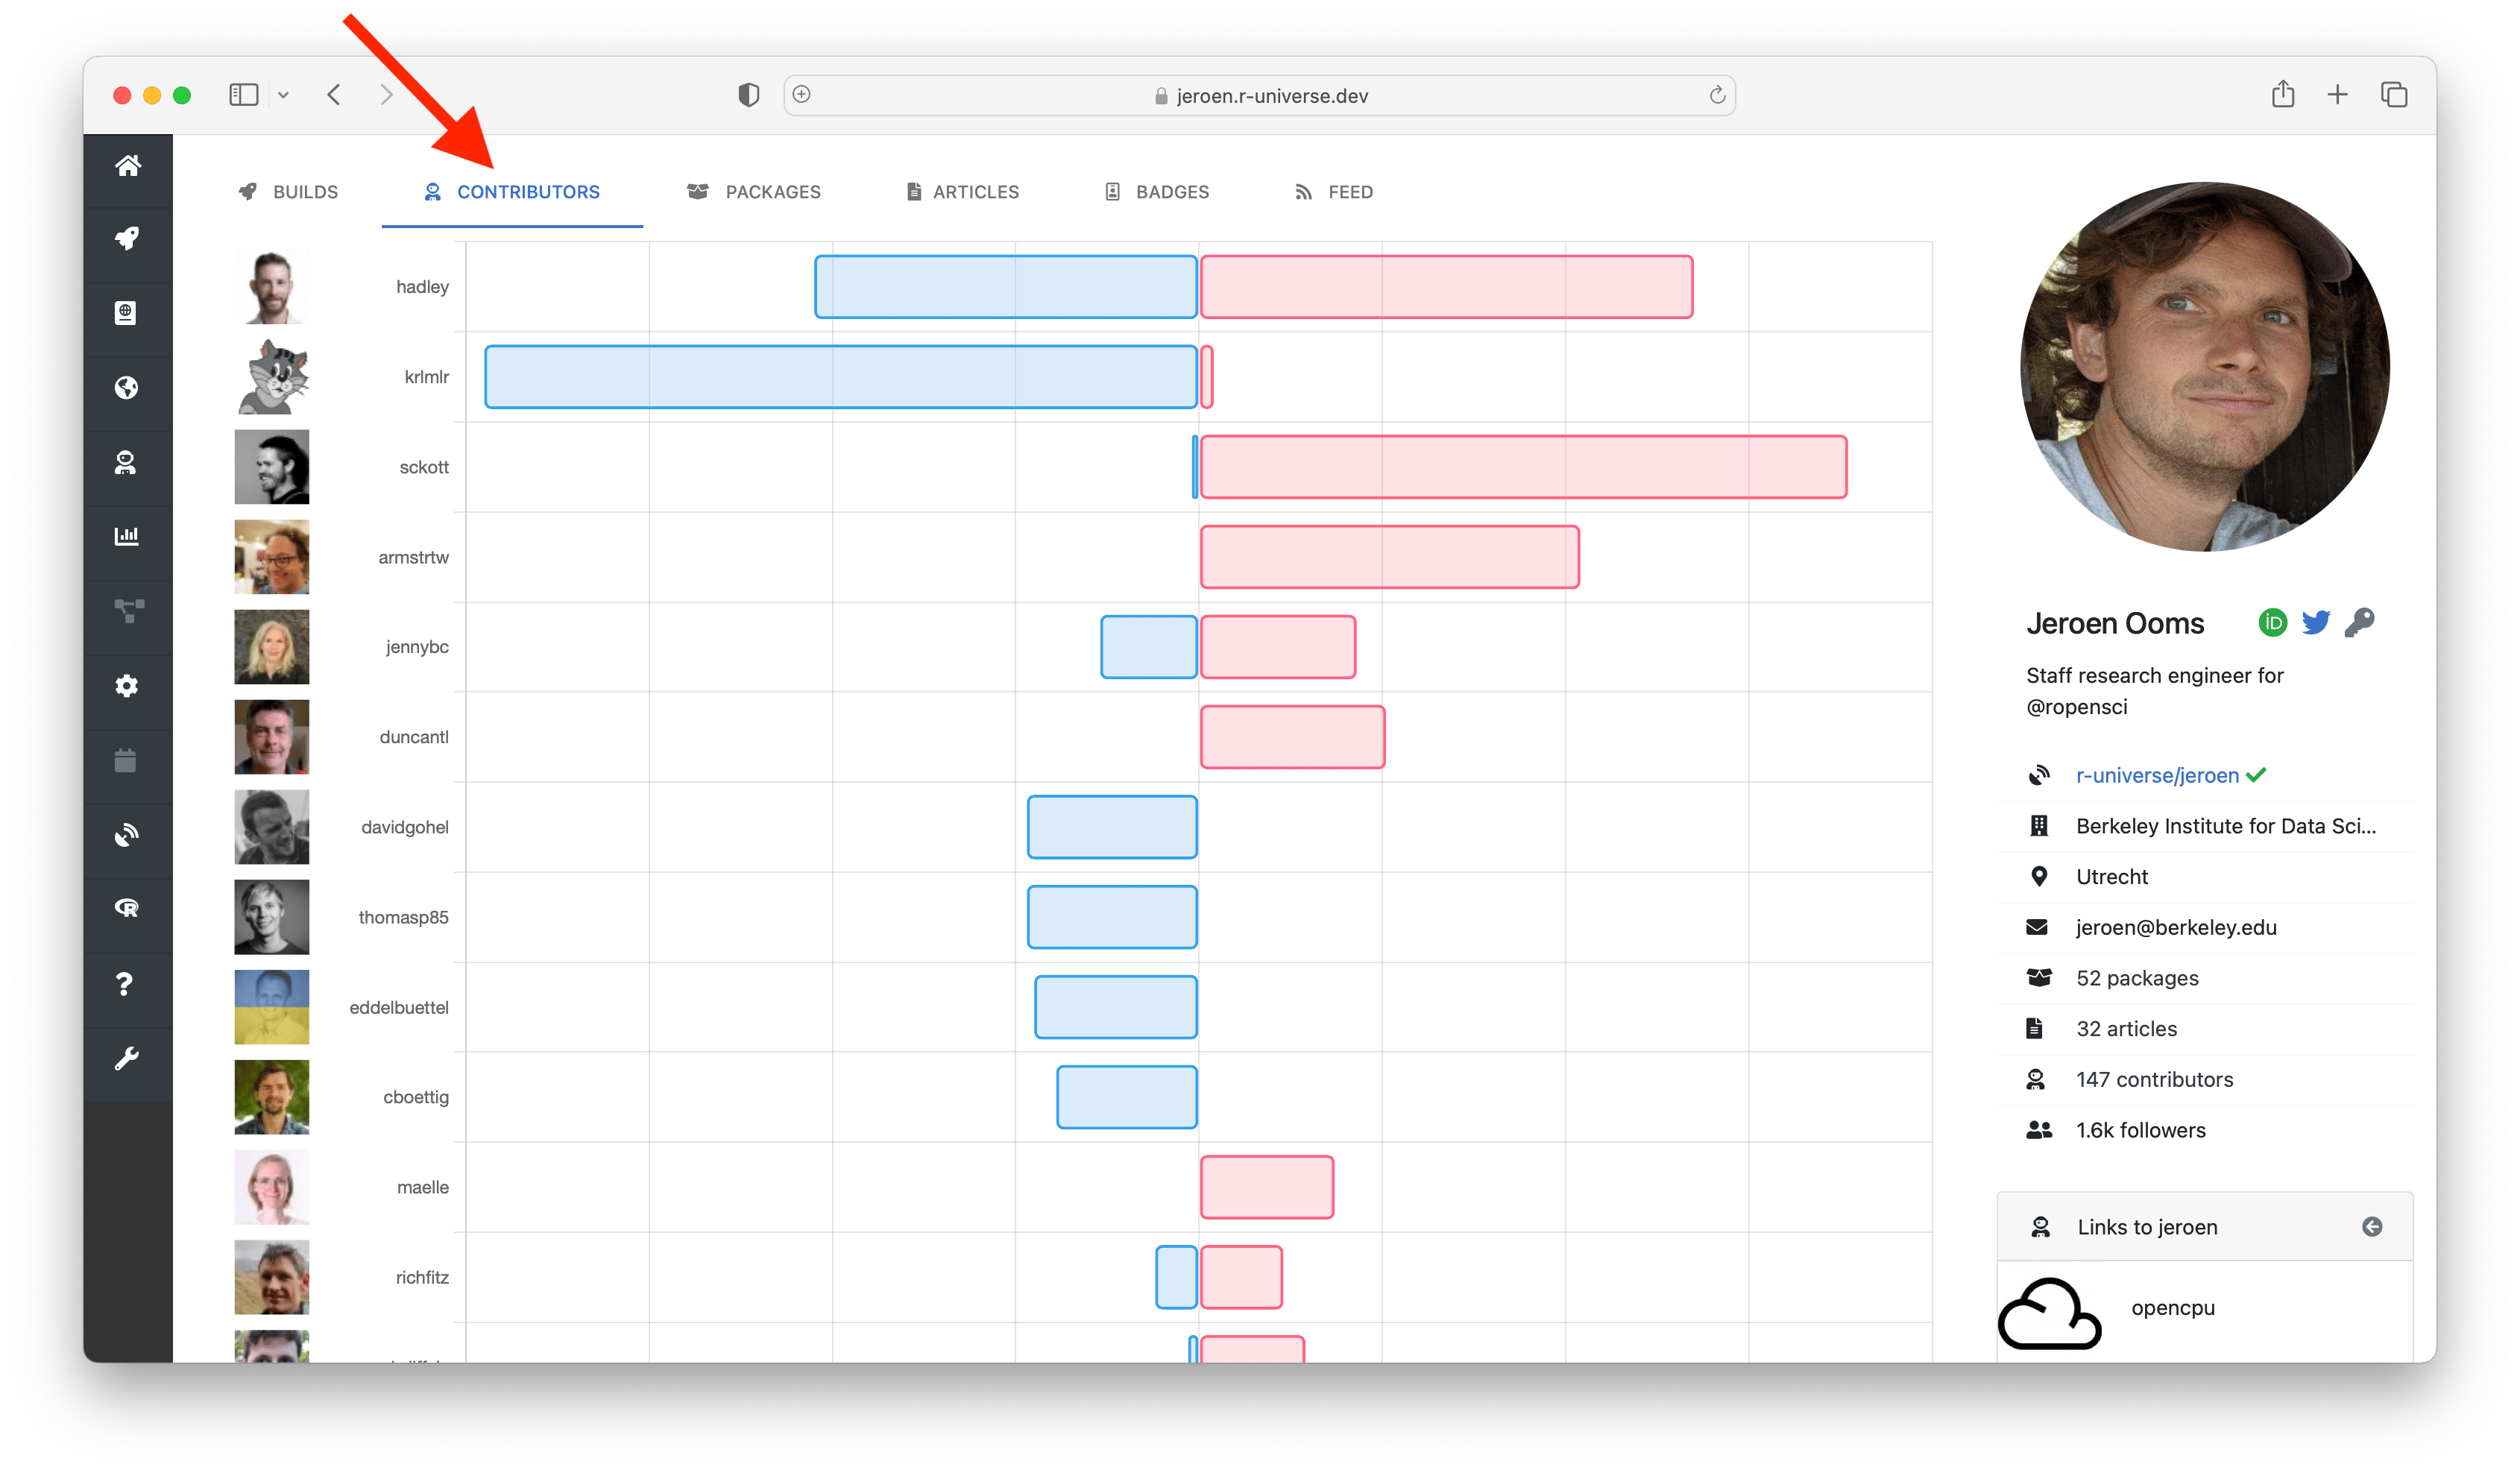 jeroen.r-universe.dev
BUILDS
CONTRIBUTORS
PACKAGES
ARTICLES
BADGES
FEED
hadley
krlmlr
sckott
armstrtw
jennybc
duncantl
davidgohel
thomasp85
eddelbuettel
cboettig
maelle
richfitz
Jeroen Ooms
iD
Staff research engineer for
@ropensci
r-universe/jeroen
Berkeley Institute for Data Sci...
Utrecht
jeroen@berkeley.edu
52 packages
32 articles
147 contributors
1.6k followers
Links to jeroen
opencpu